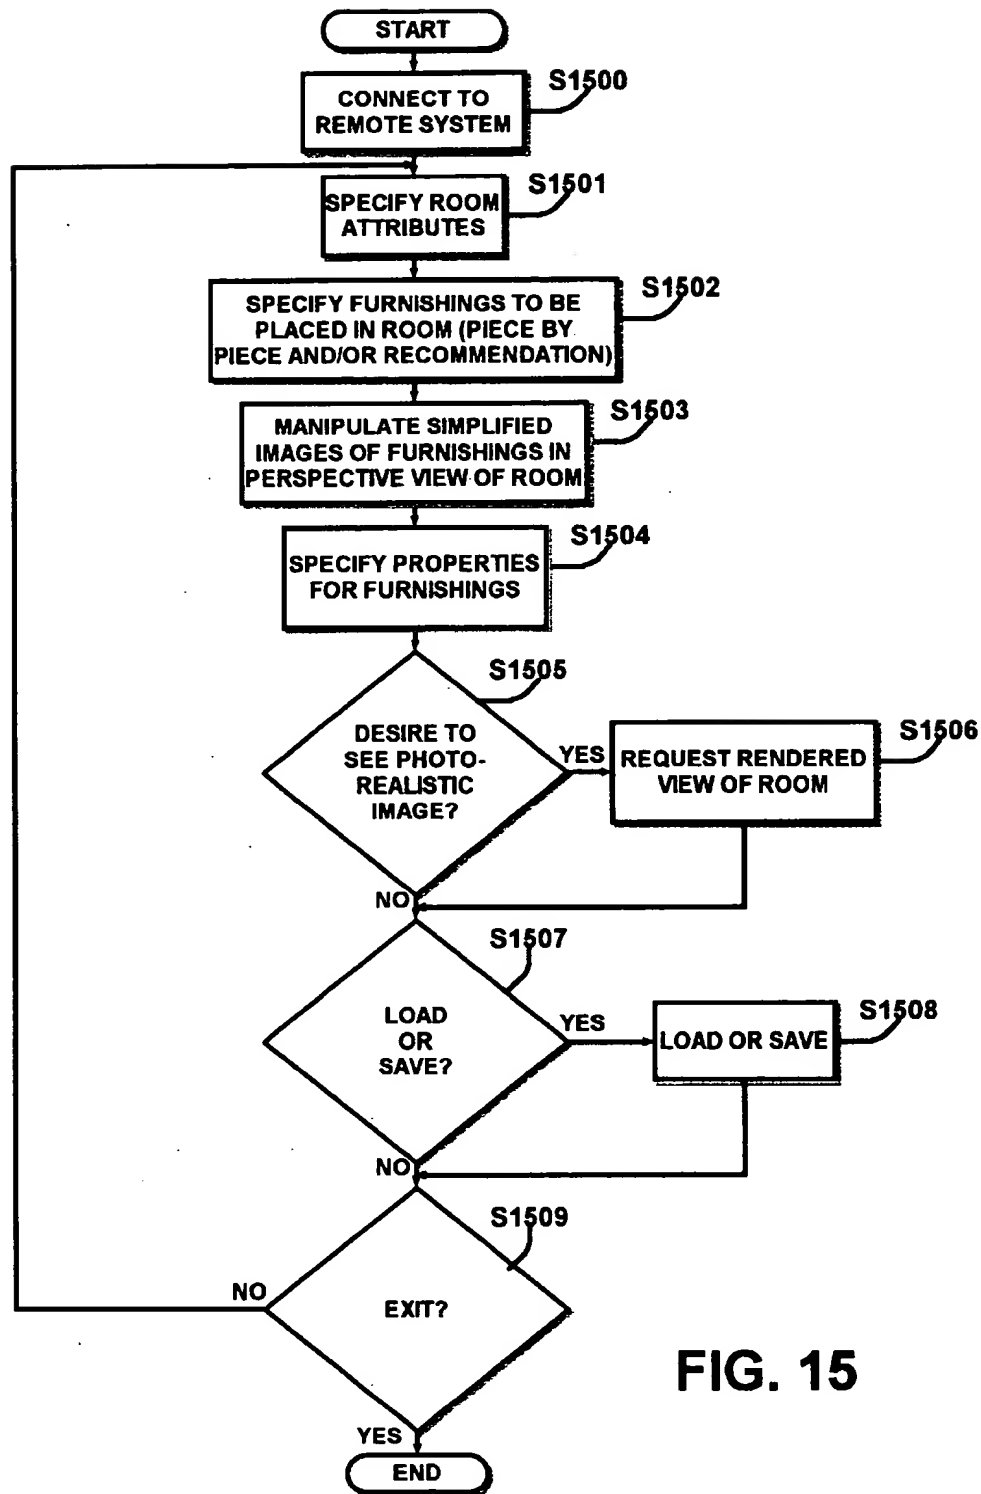 START
S1500
CONNECT TO
REMOTE SYSTEM
S1501
SPECIFY ROOM
ATTRIBUTES
S1502
SPECIFY FURNISHINGS TO BE
PLACED IN ROOM (PIECE BY
PIECE AND/OR RECOMMENDATION)
S1503
MANIPULATE SIMPLIFIED
IMAGES OF FURNISHINGS IN
PERSPECTIVE VIEW OF ROOM
S1504
SPECIFY PROPERTIES
FOR FURNISHINGS
S1505
DESIRE TO
SEE PHOTO-
REALISTIC
IMAGE?
YES
S1506
REQUEST RENDERED
VIEW OF ROOM
NO
S1507
LOAD
OR
SAVE?
YES
S1508
LOAD OR SAVE
NO
S1509
NO
EXIT?
FIG. 15
YES
END